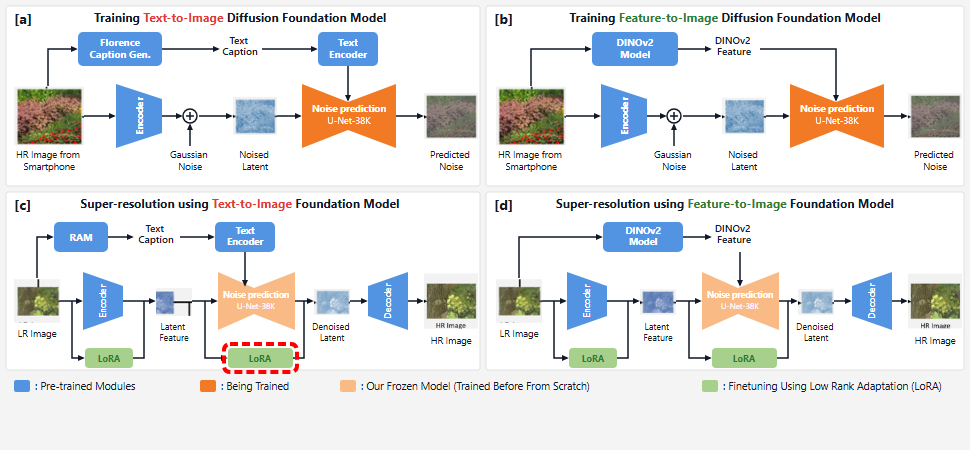 [a]
Training Text-to-Image Diffusion Foundation Model
Florence
Caption Gen.
Text
Caption
Text
Encoder
Encoder
Noise prediction
U-Net-38K
HR Image from
Smartphone
Gaussian
Noise
Noised
Latent
Predicted
Noise
[b]
Training Feature-to-Image Diffusion Foundation Model
DINOv2
Model
DINOv2
Feature
Encoder
Noise prediction
U-Net-38K
HR Image from
Smartphone
Gaussian
Noise
Noised
Latent
Predicted
Noise
[c]
Super-resolution using Text-to-Image Foundation Model
RAM
Text
Caption
Text
Encoder
Encoder
Noise prediction
U-Net-38K
Decoder
LR Image
Latent
Feature
Denoised
Latent
HR Image
HR Image
LoRA
LoRA
[d]
Super-resolution using Feature-to-Image Foundation Model
DINOv2
Model
DINOv2
Feature
Encoder
Noise prediction
U-Net-38K
Decoder
LR Image
Latent
Feature
Denoised
Latent
HR Image
HR Image
LoRA
LoRA
: Pre-trained Modules
: Being Trained
: Our Frozen Model (Trained Before From Scratch)
: Finetuning Using Low Rank Adaptation (LoRA)